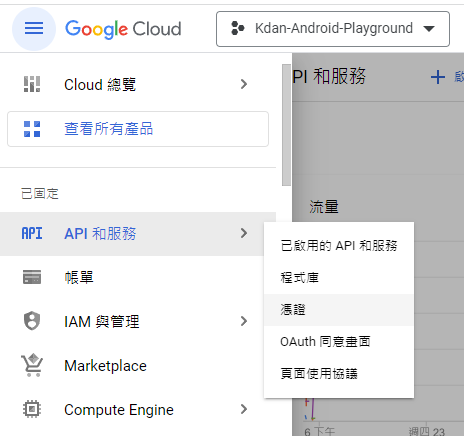 Google Cloud
Kdan-Android-Playground
Cloud 總覽
PI 和服務
查看所有產品
已固定
流量
API API 和服務
已啟用的 API 和服務
帳單
程式庫
憑證
IAM 與管理
OAuth 同意畫面
Marketplace
頁面使用協議
Compute Engine
6 下午
週四 23